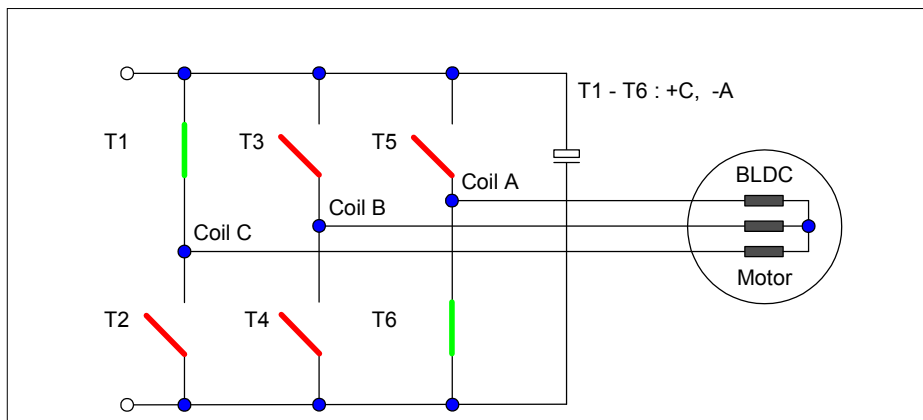 T1 - T6 : +C, -A
T1
T3
T5
Coil A
BLDC
Coil B
Coil C
Motor
T2
T4
T6